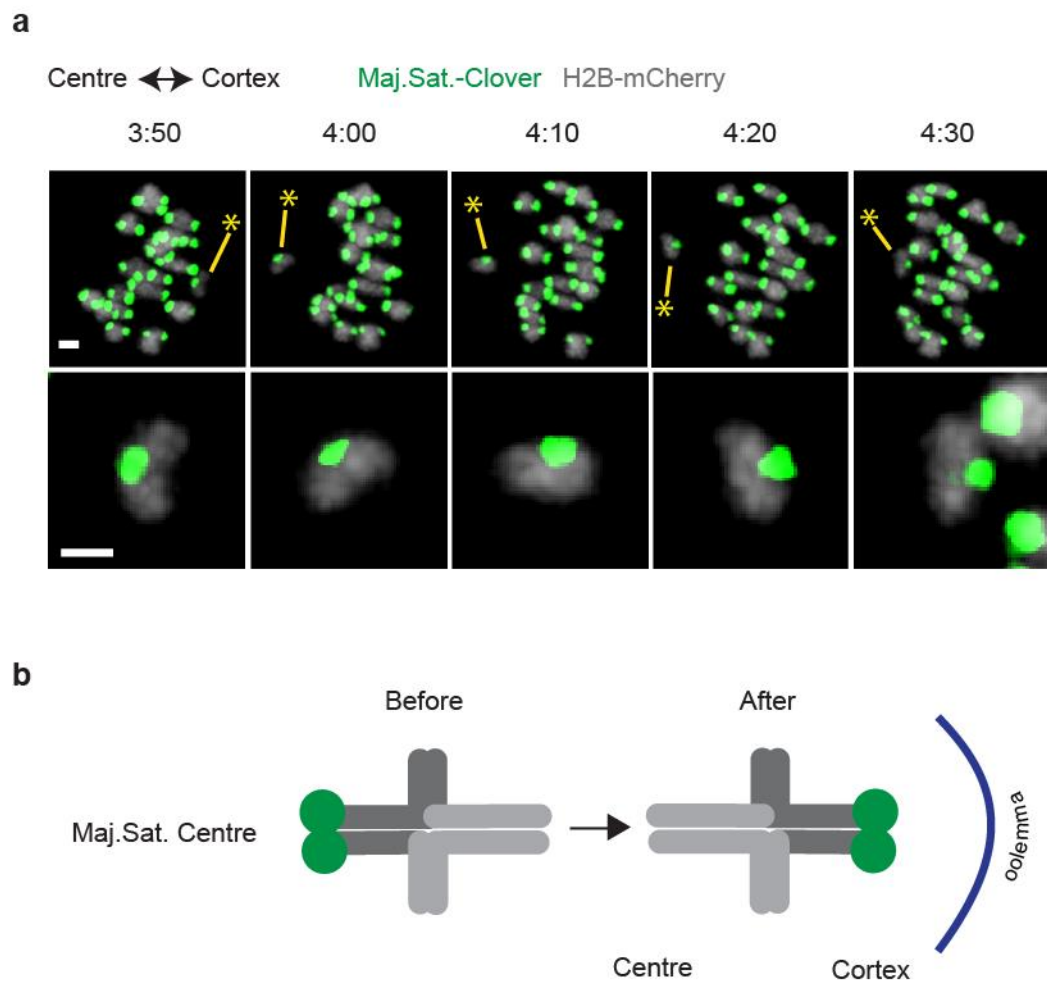 a
Centre ↔ Cortex Maj.Sat.-Clover H2B-mCherry
3:50 4:00 4:10 4:20 4:30
* * * * *
b
Before After
Maj.Sat. Centre
oolemma
Centre Cortex